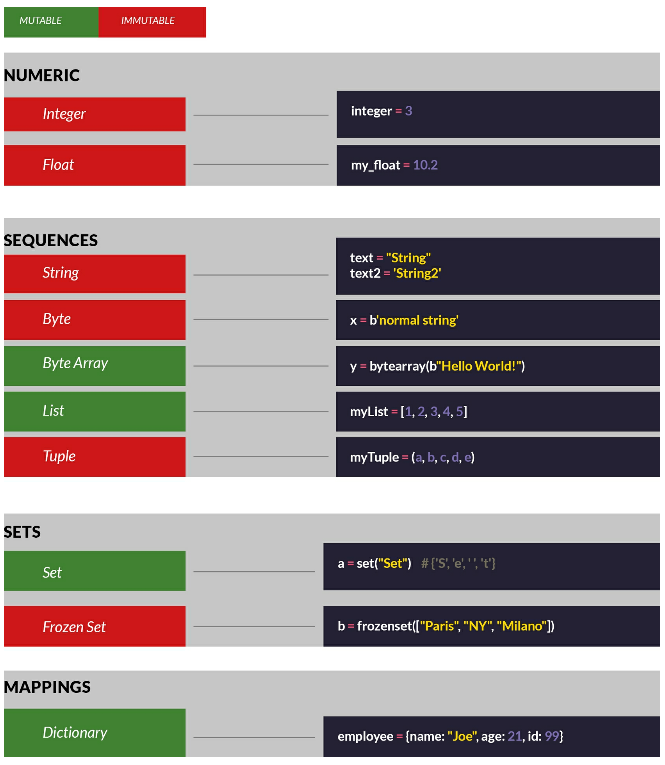 MUTABLE IMMUTABLE
NUMERIC
Integer
integer = 3
Float
my_float = 10.2
SEQUENCES
String
text = "String"
text2 = 'String2'
Byte
x = b'normal string'
Byte Array
y = bytearray(b"Hello World!")
List
myList = [1, 2, 3, 4, 5]
Tuple
myTuple = (a, b, c, d, e)
SETS
Set
a = set("Set") # {'S', 'e', ' ', 't'}
Frozen Set
b = frozenset(["Paris", "NY", "Milano"])
MAPPINGS
Dictionary
employee = {name: "Joe", age: 21, id: 99}